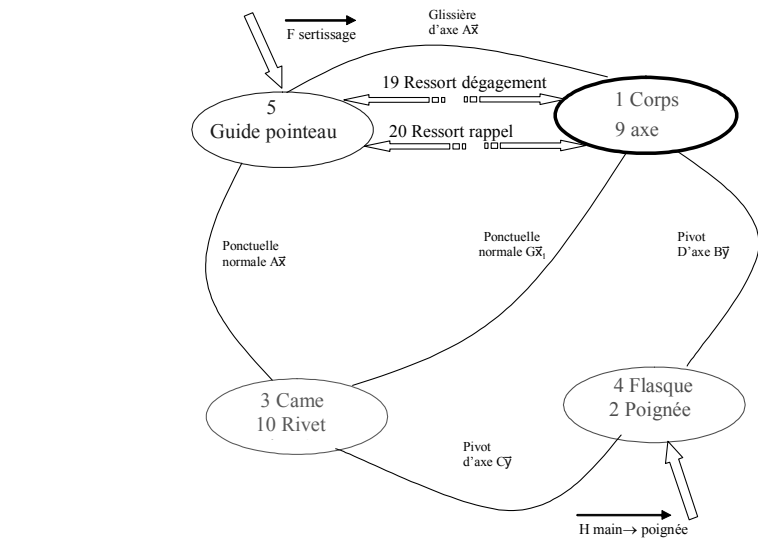 Glissière
d'axe Ax⃗
F sertissage
19 Ressort dégagement
5
Guide pointeau
1 Corps
9 axe
20 Ressort rappel
Ponctuelle
normale Ax⃗
Ponctuelle
normale Gx⃗₁
Pivot
D'axe By⃗
3 Came
10 Rivet
4 Flasque
2 Poignée
Pivot
d'axe Cy⃗
H main→ poignée